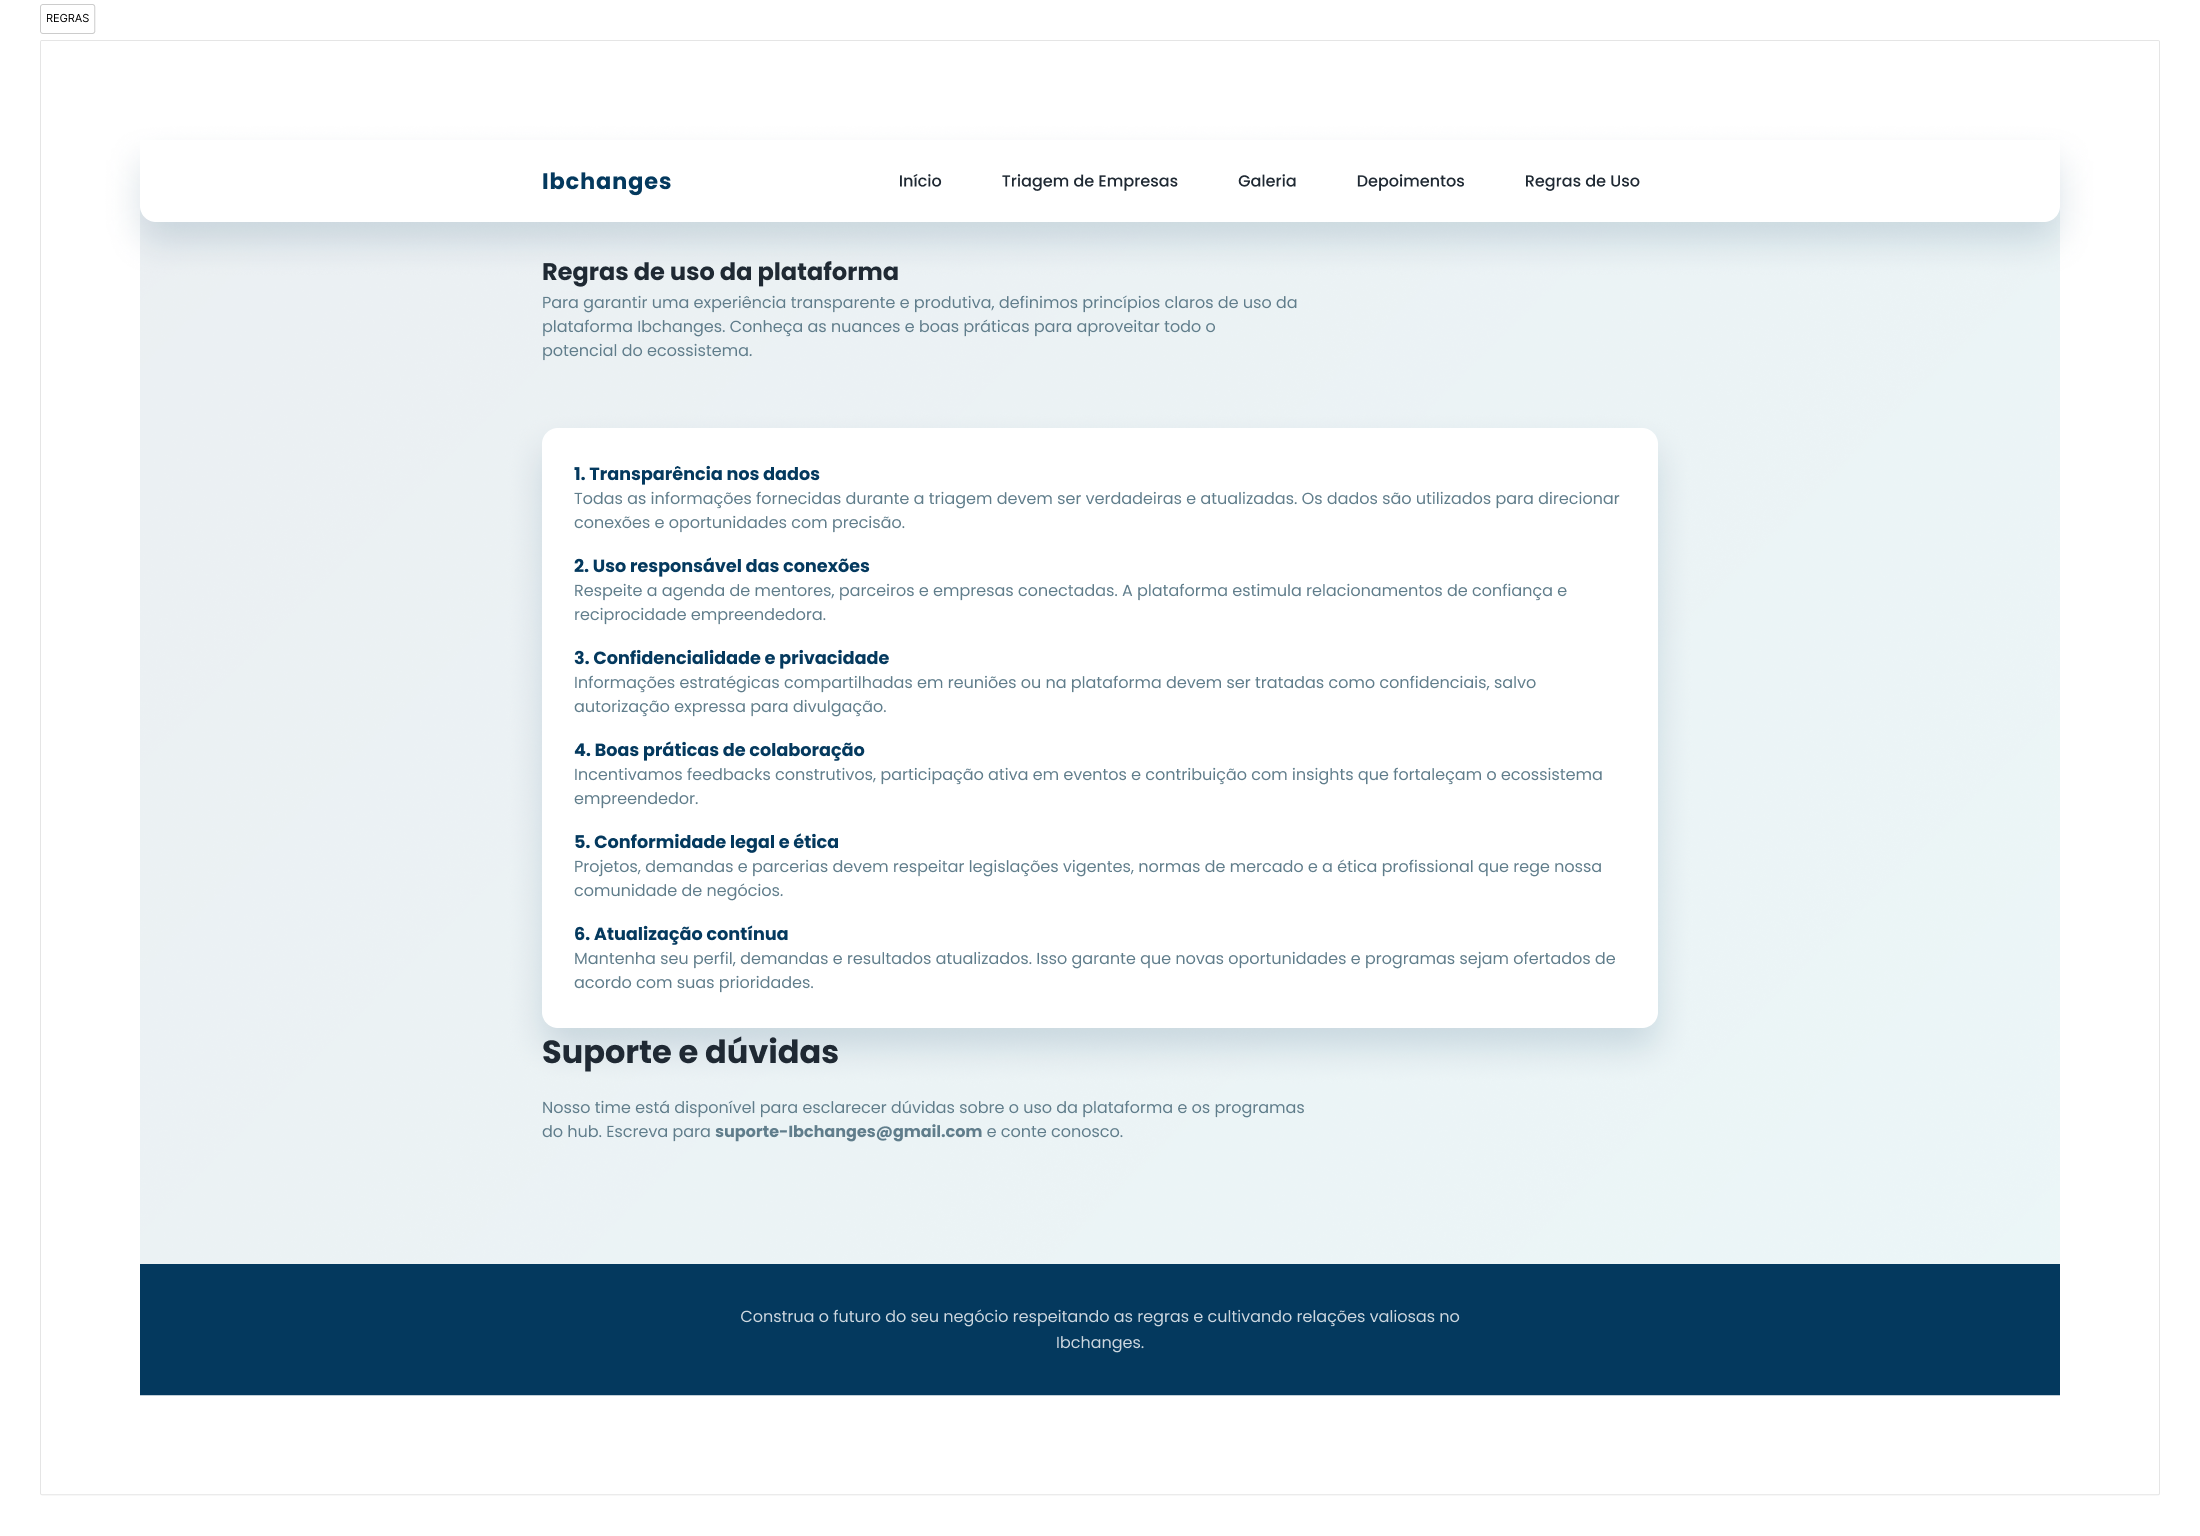 REGRAS
Ibchanges
Início
Triagem de Empresas
Galeria
Depoimentos
Regras de Uso
Regras de uso da plataforma
Para garantir uma experiência transparente e produtiva, definimos princípios claros de uso da
plataforma Ibchanges. Conheça as nuances e boas práticas para aproveitar todo o
potencial do ecossistema.
1. Transparência nos dados
Todas as informações fornecidas durante a triagem devem ser verdadeiras e atualizadas. Os dados são utilizados para direcionar
conexões e oportunidades com precisão.
2. Uso responsável das conexões
Respeite a agenda de mentores, parceiros e empresas conectadas. A plataforma estimula relacionamentos de confiança e
reciprocidade empreendedora.
3. Confidencialidade e privacidade
Informações estratégicas compartilhadas em reuniões ou na plataforma devem ser tratadas como confidenciais, salvo
autorização expressa para divulgação.
4. Boas práticas de colaboração
Incentivamos feedbacks construtivos, participação ativa em eventos e contribuição com insights que fortaleçam o ecossistema
empreendedor.
5. Conformidade legal e ética
Projetos, demandas e parcerias devem respeitar legislações vigentes, normas de mercado e a ética profissional que rege nossa
comunidade de negócios.
6. Atualização contínua
Mantenha seu perfil, demandas e resultados atualizados. Isso garante que novas oportunidades e programas sejam ofertados de
acordo com suas prioridades.
Suporte e dúvidas
Nosso time está disponível para esclarecer dúvidas sobre o uso da plataforma e os programas
do hub. Escreva para suporte-Ibchanges@gmail.com e conte conosco.
Construa o futuro do seu negócio respeitando as regras e cultivando relações valiosas no
Ibchanges.